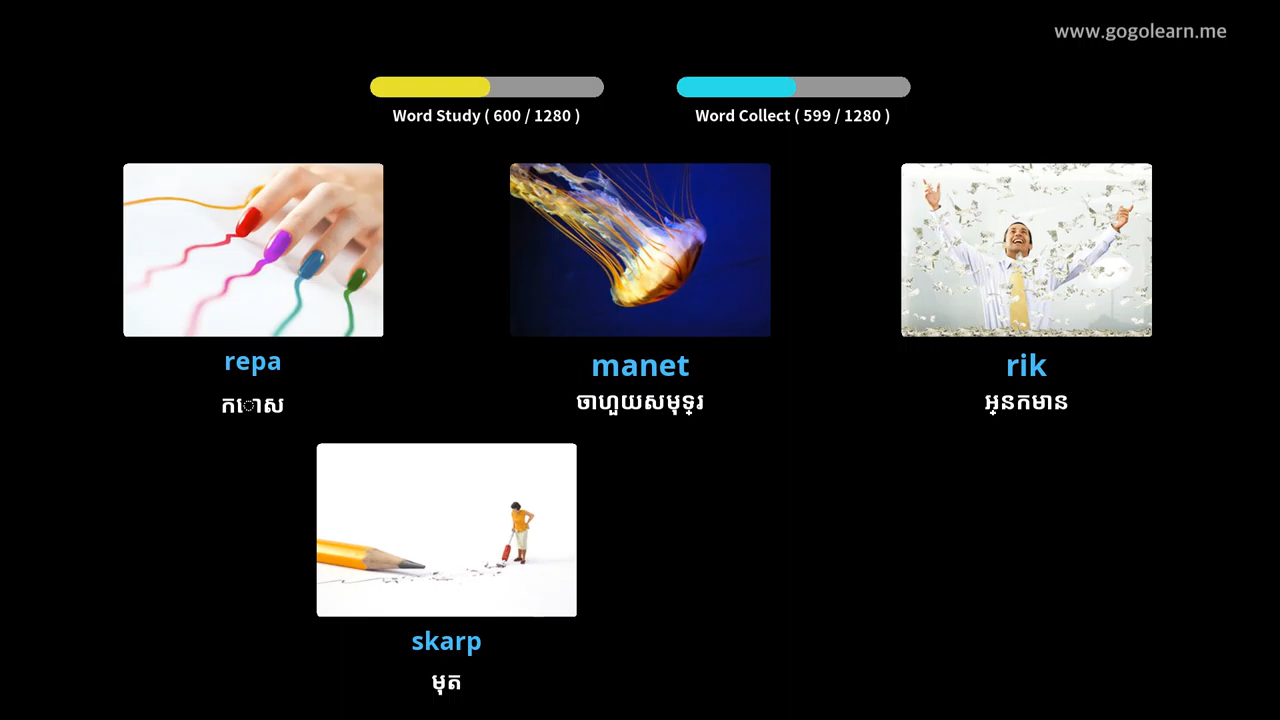 www.gogolearn.me
Word Study ( 600 / 1280 )
Word Collect ( 599 / 1280 )
repa
កោស
manet
ចាហួយសមុទ្រ
rik
អ្នកមាន
skarp
មុត